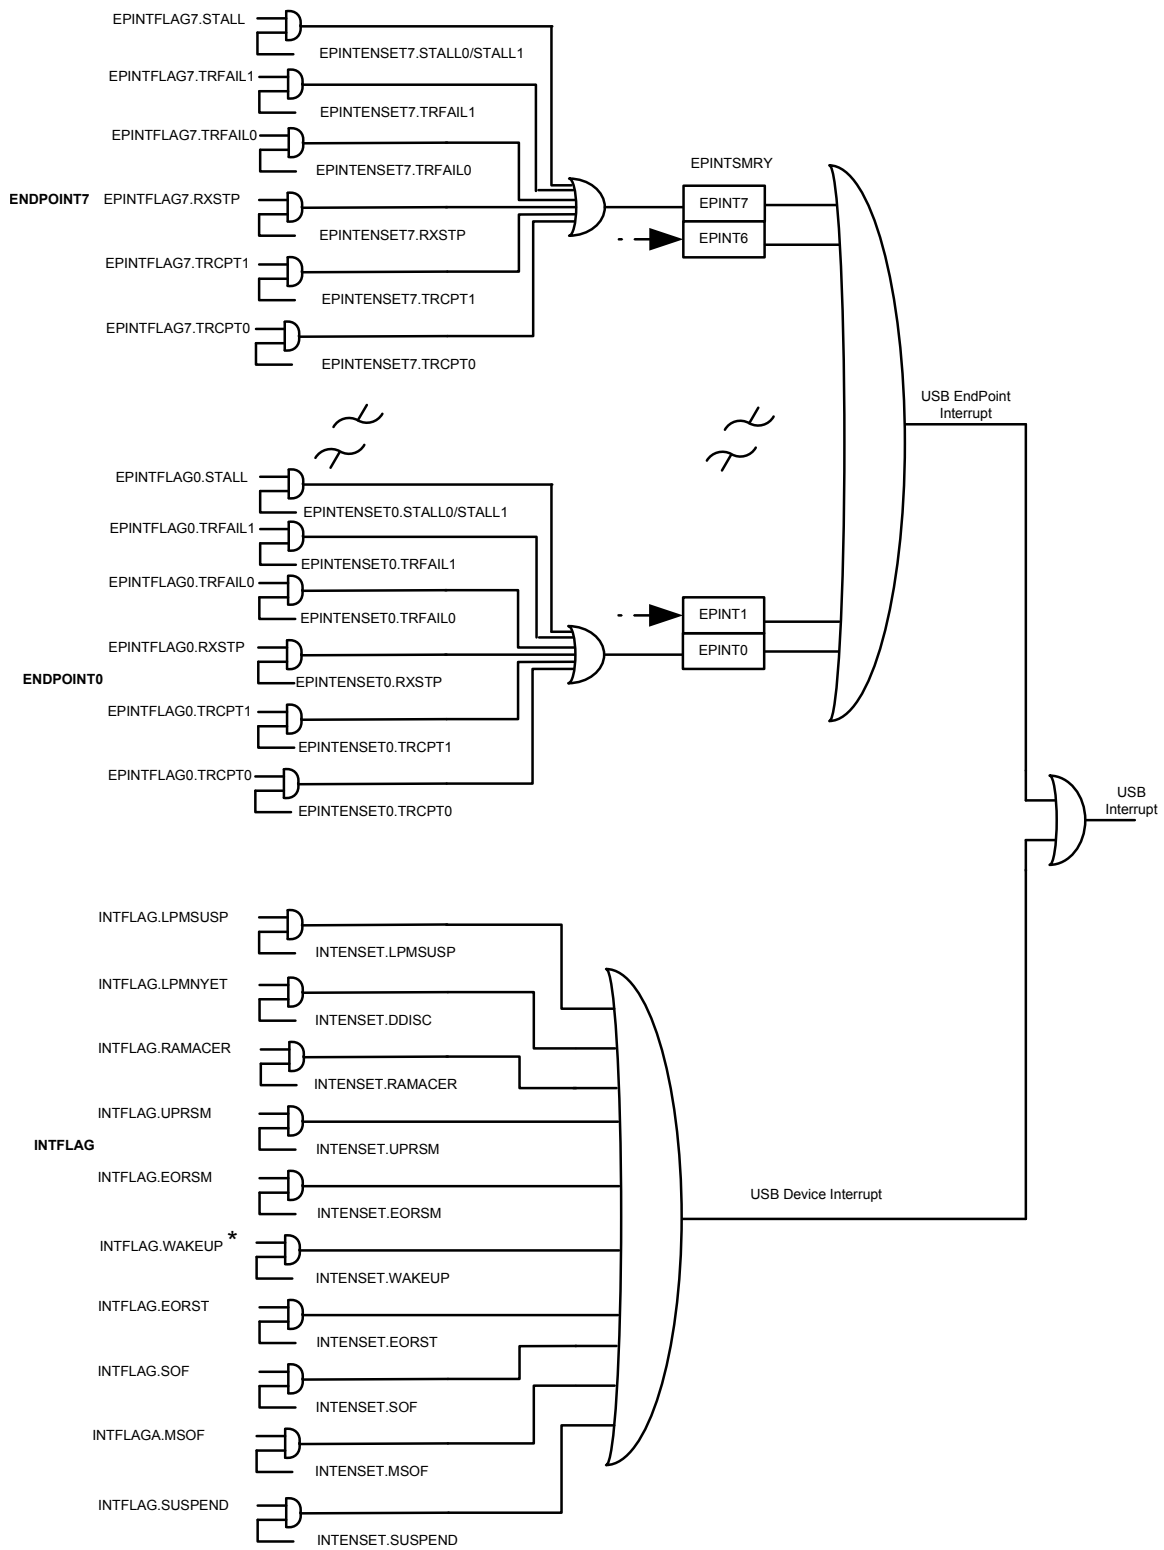 EPINTFLAG7.STALL
EPINTENSET7.STALL0/STALL1
EPINTFLAG7.TRFAIL1
EPINTENSET7.TRFAIL1
EPINTFLAG7.TRFAIL0
EPINTENSET7.TRFAIL0
ENDPOINT7
EPINTFLAG7.RXSTP
EPINTENSET7.RXSTP
EPINTFLAG7.TRCPT1
EPINTENSET7.TRCPT1
EPINTFLAG7.TRCPT0
EPINTENSET7.TRCPT0
EPINTSMRY
EPINT7
EPINT6
USB EndPoint
Interrupt
EPINTFLAG0.STALL
EPINTENSET0.STALL0/STALL1
EPINTFLAG0.TRFAIL1
EPINTENSET0.TRFAIL1
EPINTFLAG0.TRFAIL0
EPINTENSET0.TRFAIL0
EPINTFLAG0.RXSTP
EPINTENSET0.RXSTP
ENDPOINT0
EPINTFLAG0.TRCPT1
EPINTENSET0.TRCPT1
EPINTFLAG0.TRCPT0
EPINTENSET0.TRCPT0
EPINT1
EPINT0
USB
Interrupt
INTFLAG.LPMSUSP
INTENSET.LPMSUSP
INTFLAG.LPMNYET
INTENSET.DDISC
INTFLAG.RAMACER
INTENSET.RAMACER
INTFLAG.UPRSM
INTENSET.UPRSM
INTFLAG
INTFLAG.EORSM
INTENSET.EORSM
INTFLAG.WAKEUP *
INTENSET.WAKEUP
INTFLAG.EORST
INTENSET.EORST
INTFLAG.SOF
INTENSET.SOF
INTFLAGA.MSOF
INTENSET.MSOF
INTFLAG.SUSPEND
INTENSET.SUSPEND
USB Device Interrupt